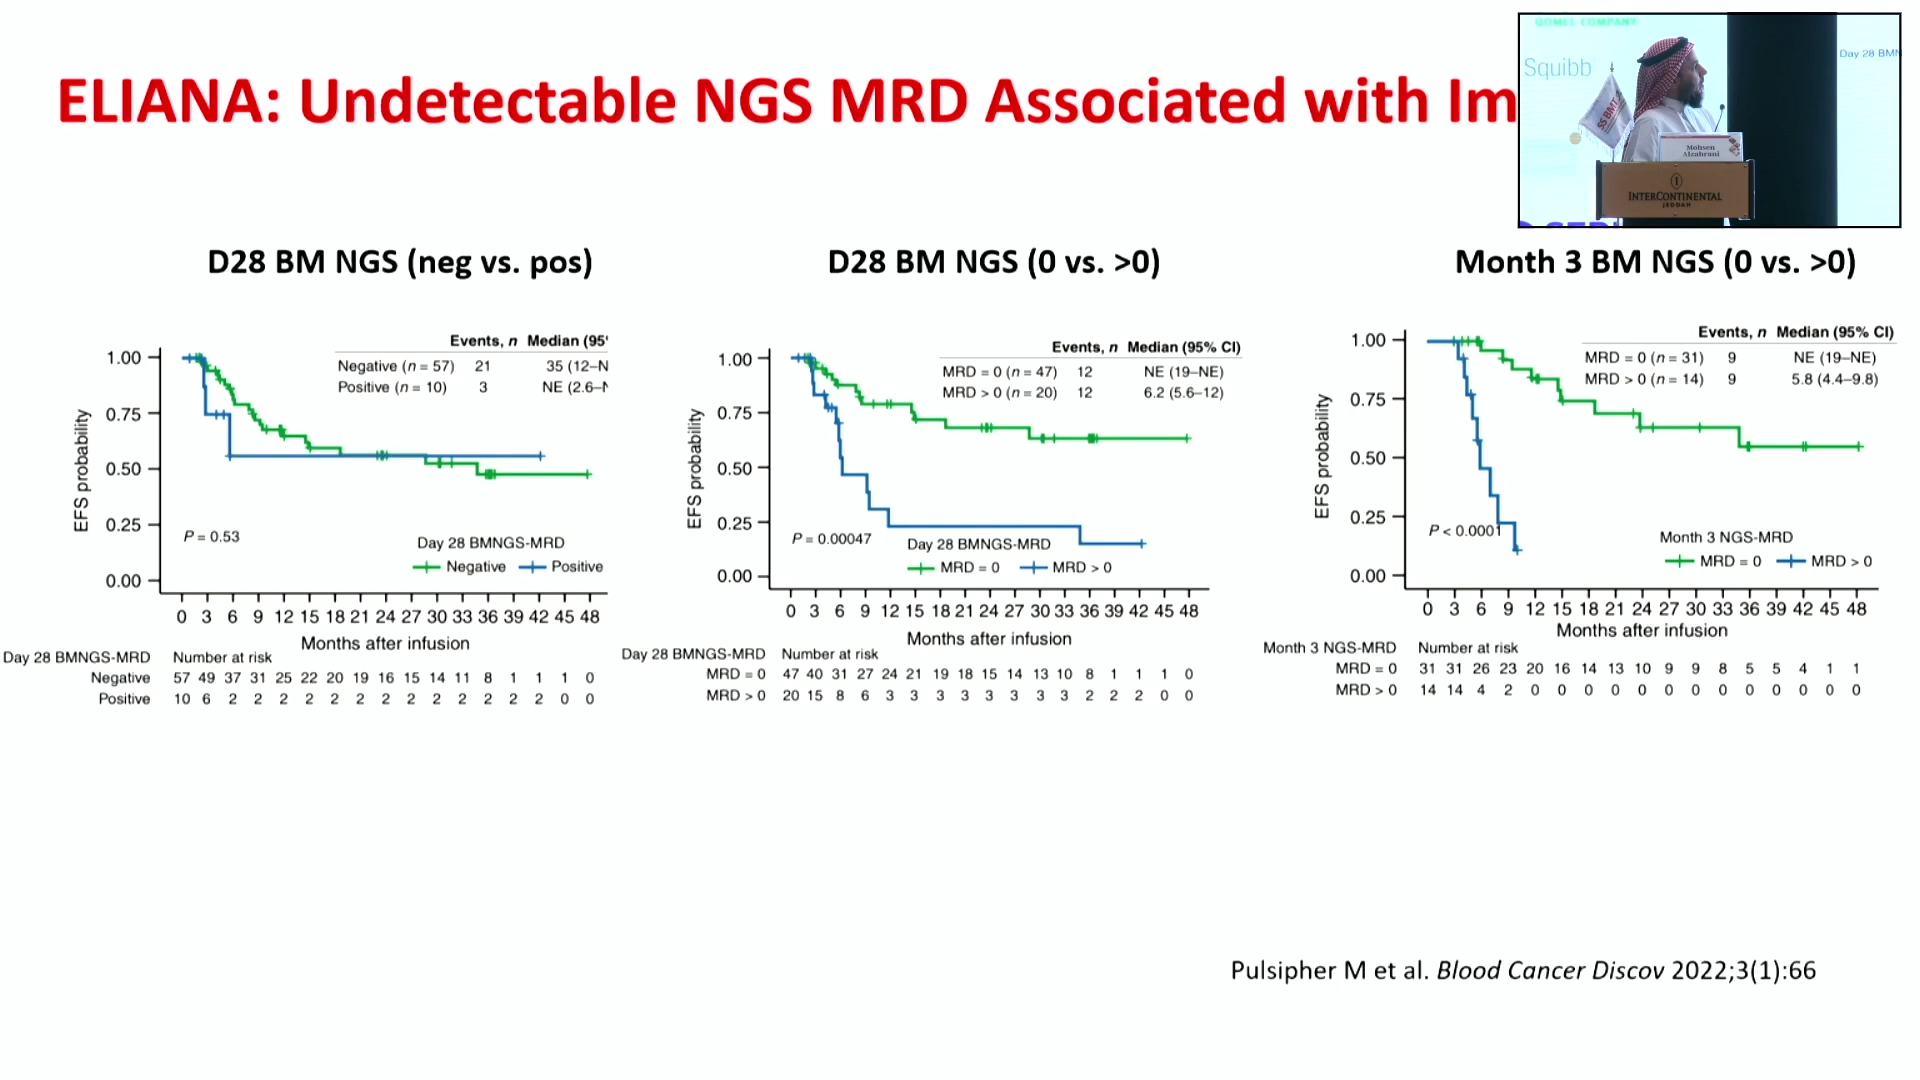 ELIANA: Undetectable NGS MRD Associated with Im
QOMEL COMPANY
Squibb
Day 28 BMN
SS BMT
Mohsen
Alzahrani
INTERCONTINENTAL
JEDDAH
D28 BM NGS (neg vs. pos)
Events, n Median (95
Negative (n = 57) 21 35 (12–N
Positive (n = 10) 3 NE (2.6–N
1.00
0.75
0.50
0.25
0.00
EFS probability
P = 0.53
Day 28 BMNGS-MRD
Negative Positive
0 3 6 9 12 15 18 21 24 27 30 33 36 39 42 45 48
Months after infusion
Day 28 BMNGS-MRD Number at risk
Negative 57 49 37 31 25 22 20 19 16 15 14 11 8 1 1 1 0
Positive 10 6 2 2 2 2 2 2 2 2 2 2 2 2 2 0 0
D28 BM NGS (0 vs. >0)
Events, n Median (95% CI)
MRD = 0 (n = 47) 12 NE (19–NE)
MRD > 0 (n = 20) 12 6.2 (5.6–12)
1.00
0.75
0.50
0.25
0.00
EFS probability
P = 0.00047
Day 28 BMNGS-MRD
MRD = 0 MRD > 0
0 3 6 9 12 15 18 21 24 27 30 33 36 39 42 45 48
Months after infusion
Day 28 BMNGS-MRD Number at risk
MRD = 0 47 40 31 27 24 21 19 18 15 14 13 10 8 1 1 1 0
MRD > 0 20 15 8 6 3 3 3 3 3 3 3 3 2 2 2 0 0
Month 3 BM NGS (0 vs. >0)
Events, n Median (95% CI)
MRD = 0 (n = 31) 9 NE (19–NE)
MRD > 0 (n = 14) 9 5.8 (4.4–9.8)
1.00
0.75
0.50
0.25
0.00
EFS probability
P < 0.0001
Month 3 NGS-MRD
MRD = 0 MRD > 0
0 3 6 9 12 15 18 21 24 27 30 33 36 39 42 45 48
Months after infusion
Month 3 NGS-MRD Number at risk
MRD = 0 31 31 26 23 20 16 14 13 10 9 9 8 5 5 4 1 1
MRD > 0 14 14 4 2 0 0 0 0 0 0 0 0 0 0 0 0 0
Pulsipher M et al. Blood Cancer Discov 2022;3(1):66